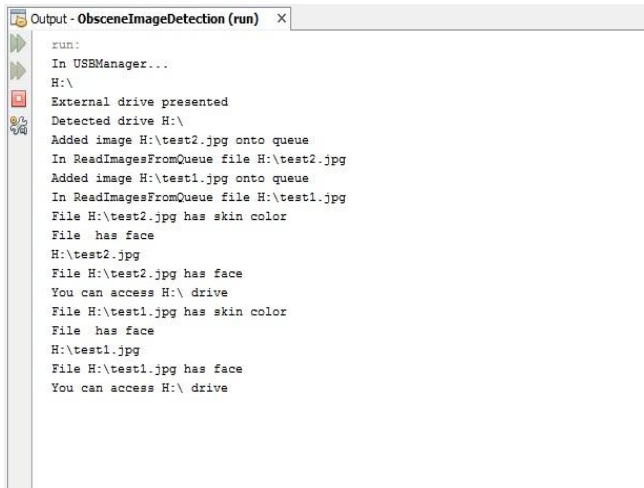 Output - ObsceneImageDetection (run) X
run:
In USBManager...
H:\
External drive presented
Detected drive H:\
Added image H:\test2.jpg onto queue
In ReadImagesFromQueue file H:\test2.jpg
Added image H:\test1.jpg onto queue
In ReadImagesFromQueue file H:\test1.jpg
File H:\test2.jpg has skin color
File  has face
H:\test2.jpg
File H:\test2.jpg has face
You can access H:\ drive
File H:\test1.jpg has skin color
File  has face
H:\test1.jpg
File H:\test1.jpg has face
You can access H:\ drive